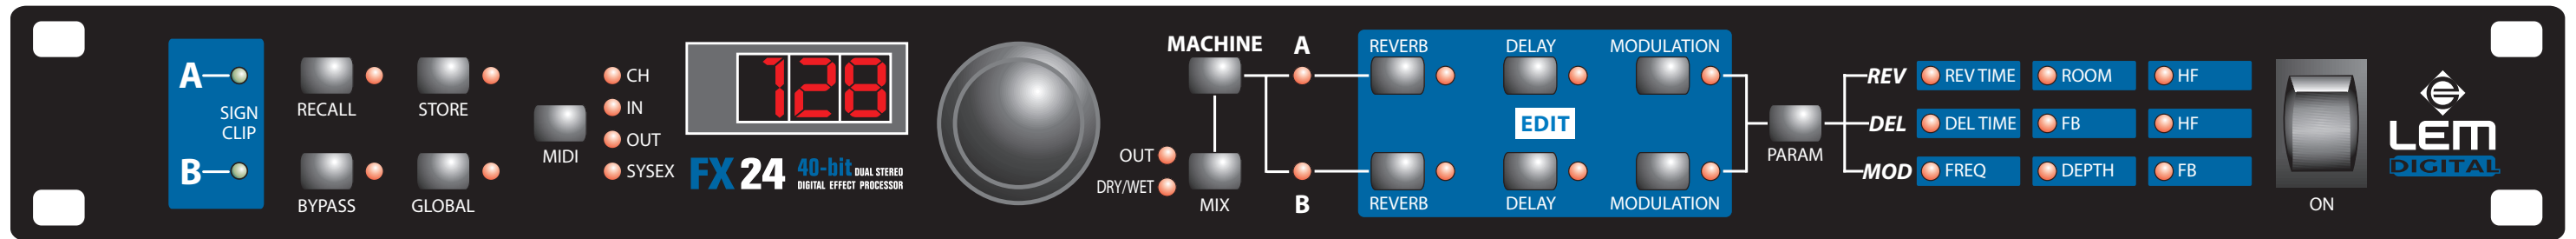 A
SIGN
CLIP
B
RECALL
STORE
BYPASS
GLOBAL
MIDI
CH
IN
OUT
SYSEX
128
FX 24 40-bit DUAL STEREO
DIGITAL EFFECT PROCESSOR
MACHINE
OUT
DRY/WET
MIX
A
B
REVERB DELAY MODULATION
EDIT
REVERB DELAY MODULATION
PARAM
REV REV TIME ROOM HF
DEL DEL TIME FB HF
MOD FREQ DEPTH FB
ON
LEM
DIGITAL